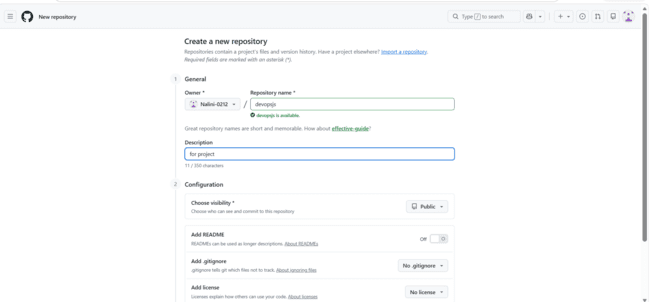 New repository
Type / to search
Create a new repository
Repositories contain a project's files and version history. Have a project elsewhere? Import a repository.
Required fields are marked with an asterisk (*).
1 General
Owner * Repository name *
Nalini-0212 / devopsjs
devopsjs is available.
Great repository names are short and memorable. How about effective-guide?
Description
for project
11 / 350 characters
2 Configuration
Choose visibility *
Choose who can see and commit to this repository
Public
Add README
READMEs can be used as longer descriptions. About READMEs
Off
Add .gitignore
.gitignore tells git which files not to track. About ignoring files
No .gitignore
Add license
Licenses explain how others can use your code. About licenses
No license